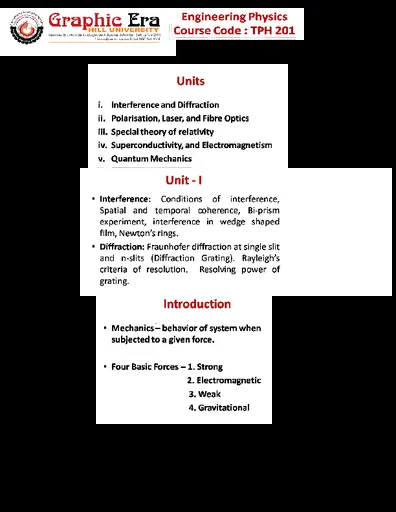 Graphic Era
HILL UNIVERSITY
Engineering Physics
Course Code : TPH 201
Units
i. Interference and Diffraction
ii. Polarisation, Laser, and Fibre Optics
iii. Special theory of relativity
iv. Superconductivity, and Electromagnetism
v. Quantum Mechanics
Unit - I
• Interference: Conditions of interference,
Spatial and temporal coherence, Bi-prism
experiment, interference in wedge shaped
film, Newton's rings.
• Diffraction: Fraunhofer diffraction at single slit
and n-slits (Diffraction Grating). Rayleigh's
criteria of resolution. Resolving power of
grating.
Introduction
• Mechanics – behavior of system when
subjected to a given force.
• Four Basic Forces – 1. Strong
2. Electromagnetic
3. Weak
4. Gravitational